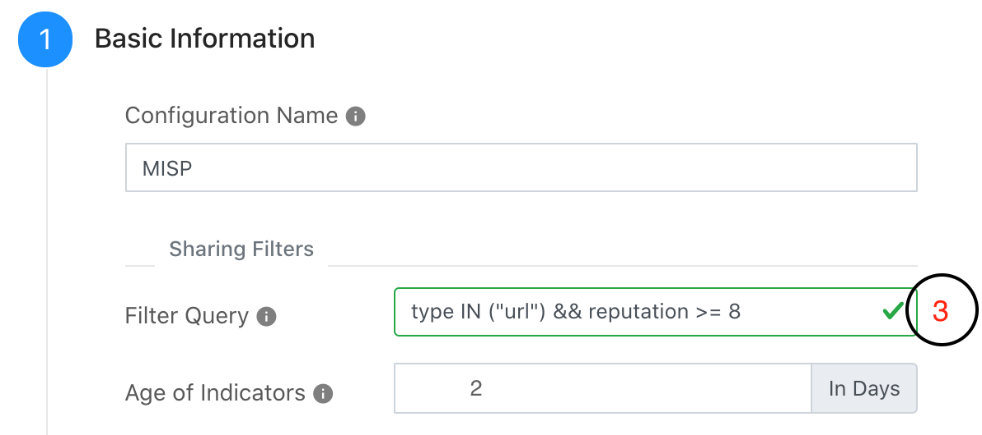 1 Basic Information
Configuration Name
MISP
Sharing Filters
Filter Query type IN ("url") && reputation >= 8 3
Age of Indicators 2 In Days